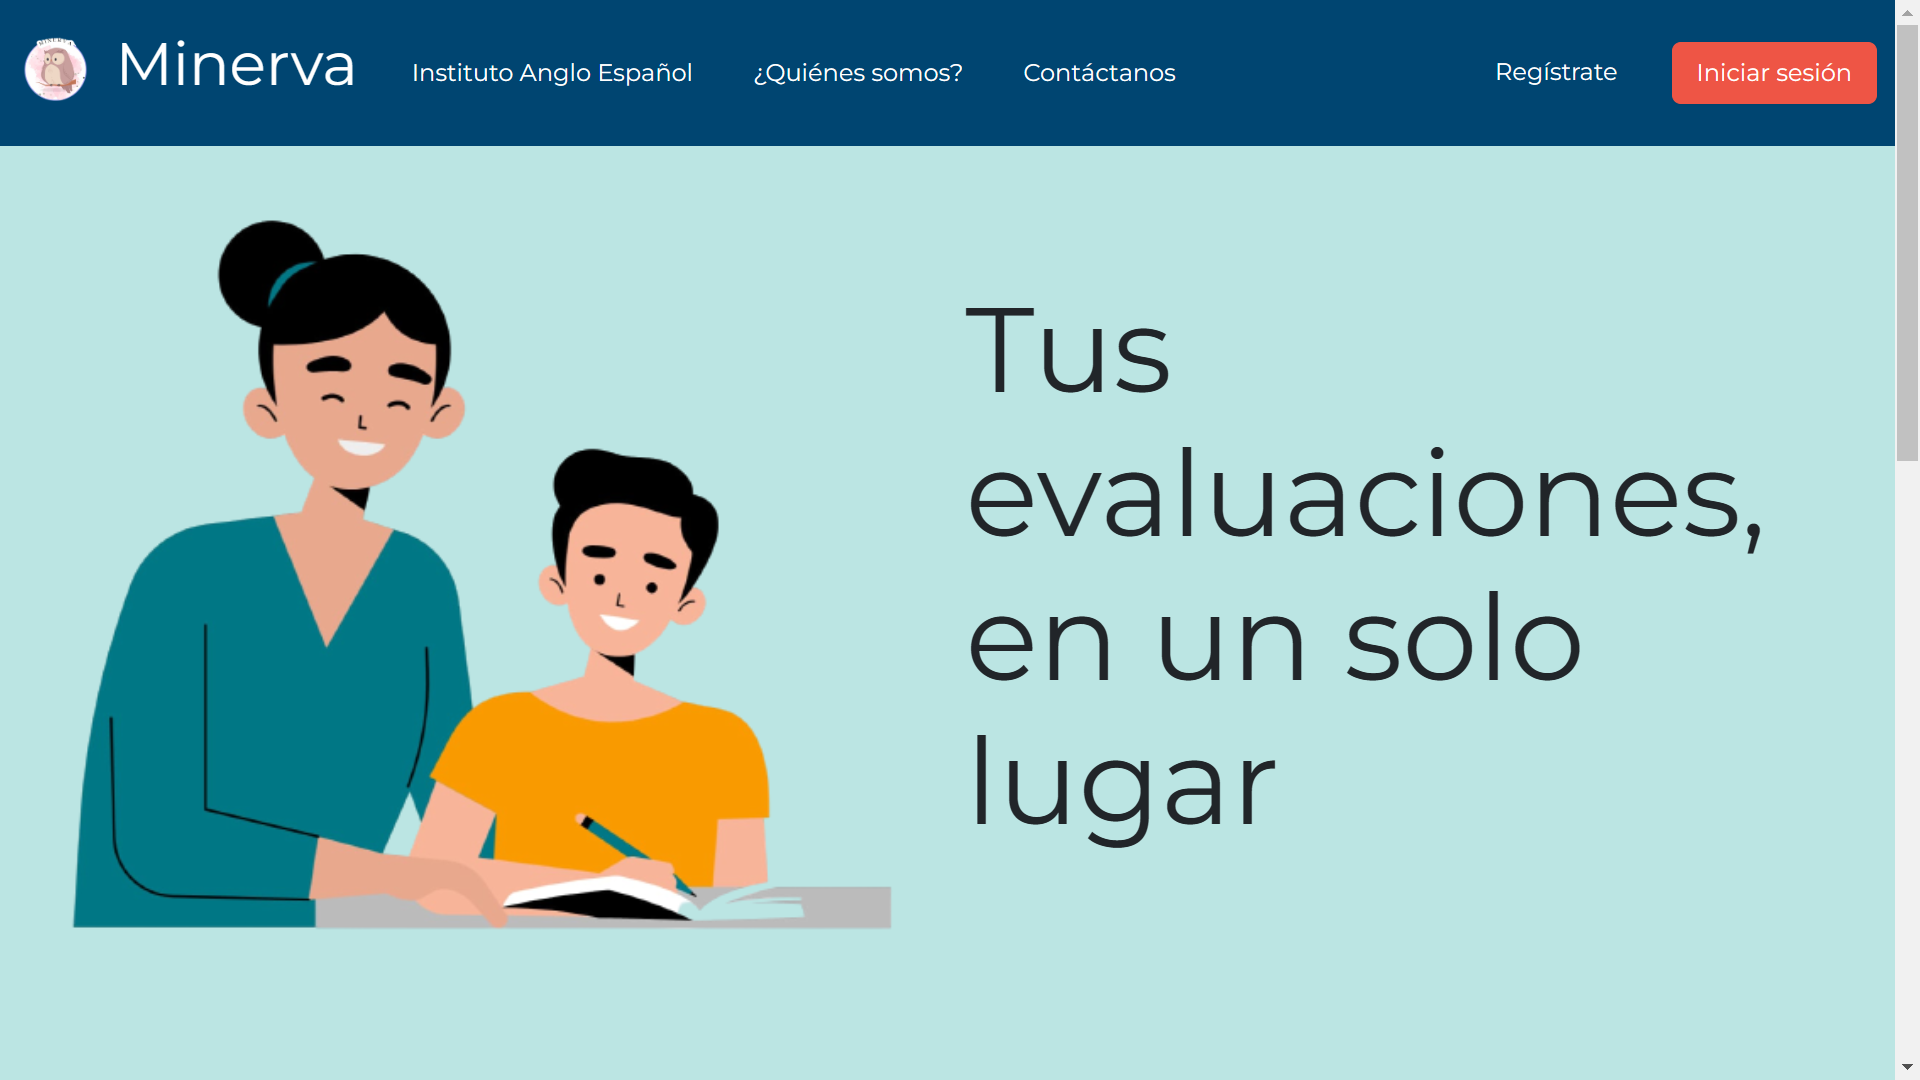 Minerva
Instituto Anglo Español
¿Quiénes somos?
Contáctanos
Regístrate
Iniciar sesión
Tus
evaluaciones,
en un solo
lugar